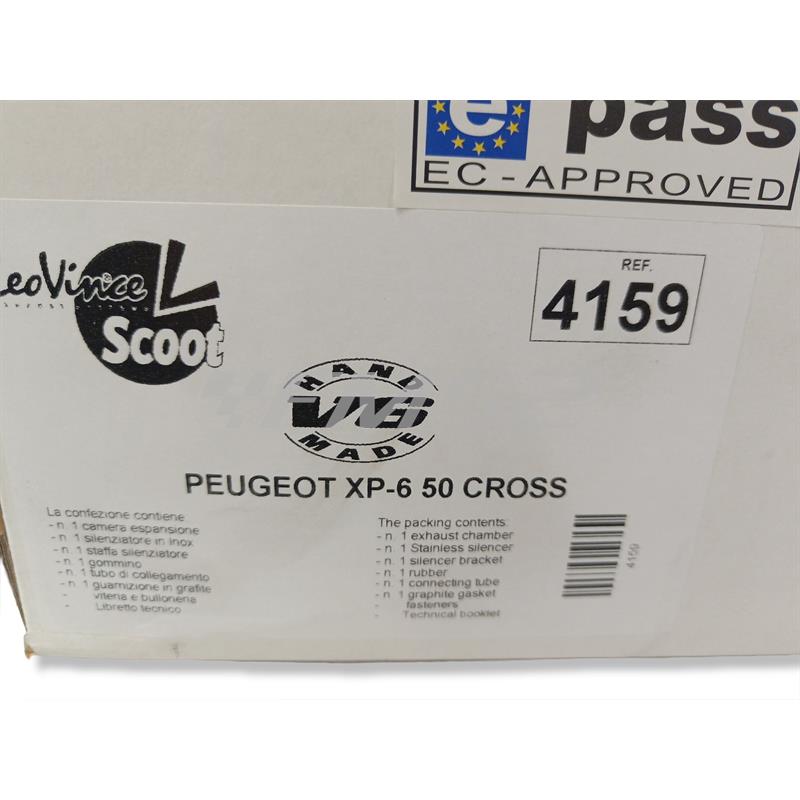 e pass
EC - APPROVED
eoVince
Scoot
REF.
4159
HAND
MADE
PEUGEOT XP-6 50 CROSS
La confezione contiene
- n. 1 camera espansione
- n. 1 silenziatore in inox
- n. 1 staffa silenziatore
- n. 1 gommino
- n. 1 tubo di collegamento
- n. 1 guarnizione in grafite
- viteria e bulloneria
- Libretto tecnico
The packing contents:
- n. 1 exhaust chamber
- n. 1 Stainless silencer
- n. 1 silencer bracket
- n. 1 rubber
- n. 1 connecting tube
- n. 1 graphite gasket
- fasteners
- Technical booklet
4159